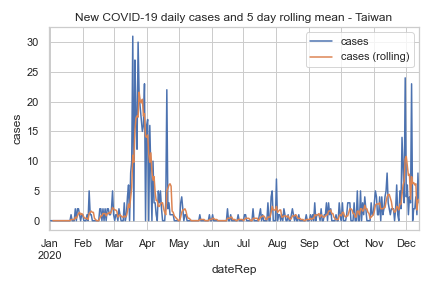 New COVID-19 daily cases and 5 day rolling mean - Taiwan
cases
cases (rolling)
30
25
20
15
10
5
0
cases
Jan Feb Mar Apr May Jun Jul Aug Sep Oct Nov Dec
2020
dateRep